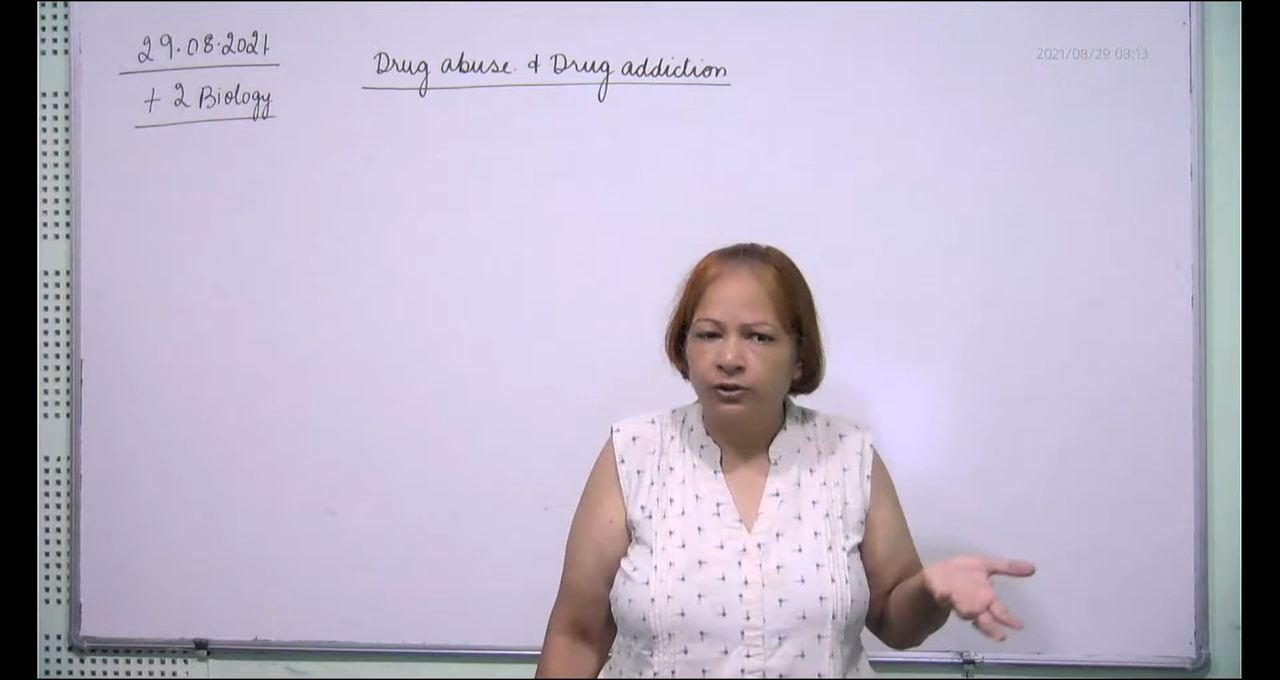 29.08.2021
+ 2 Biology
Drug abuse & Drug addiction
2021/08/29 08:13